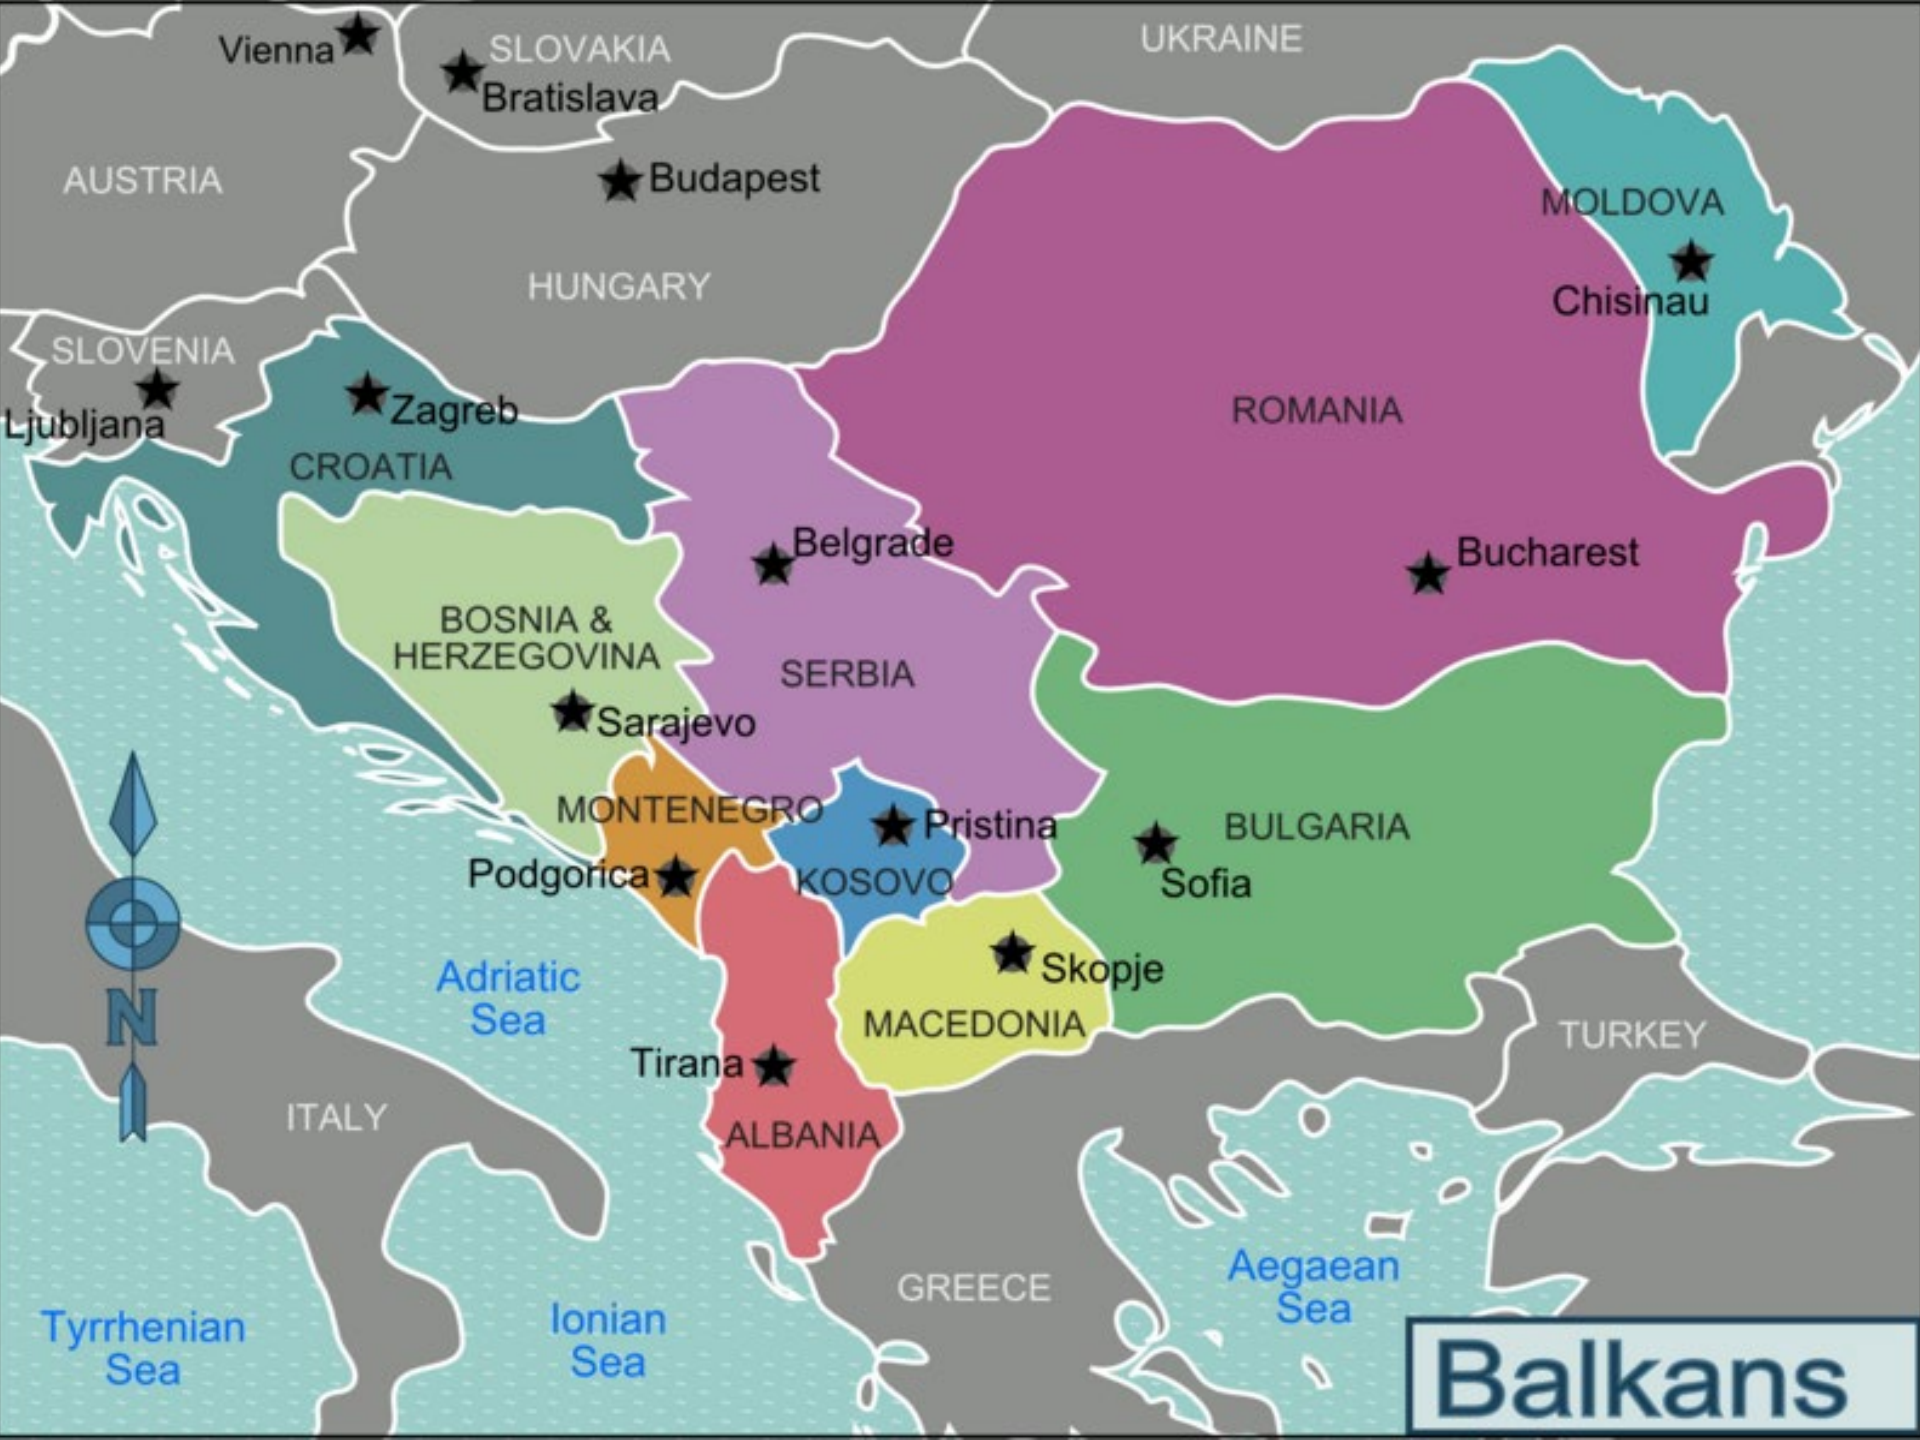 UKRAINE
Vienna
SLOVAKIA
Bratislava
AUSTRIA
Budapest
MOLDOVA
HUNGARY
Chisinau
SLOVENIA
Ljubljana
Zagreb
CROATIA
ROMANIA
Belgrade
Bucharest
BOSNIA &
HERZEGOVINA
SERBIA
Sarajevo
MONTENEGRO
Pristina
BULGARIA
Podgorica
KOSOVO
Sofia
Adriatic
Sea
Skopje
N
MACEDONIA
TURKEY
Tirana
ITALY
ALBANIA
Aegaean
Sea
GREECE
Tyrrhenian
Sea
Ionian
Sea
Balkans